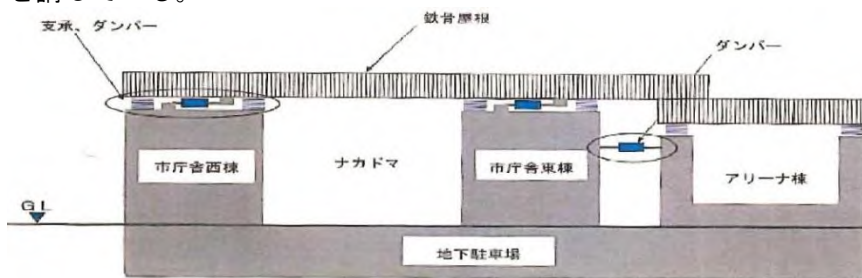 を講じている。
支承、ダンパー
鉄骨屋根
ダンパー
市庁舎西棟
ナカドマ
市庁舎東棟
アリーナ棟
GL
地下駐車場